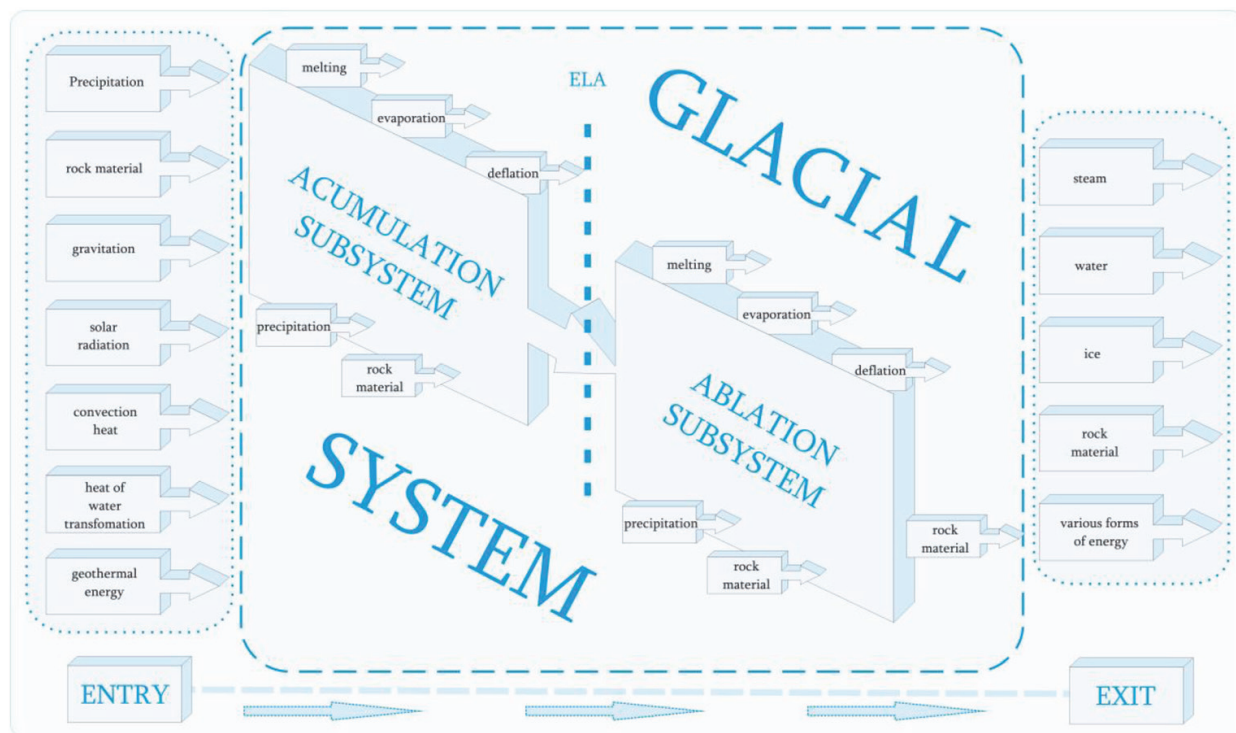 Precipitation
rock material
gravitation
solar
radiation
convection
heat
heat of
water
transfomation
geothermal
energy
melting
evaporation
deflation
ACUMULATION
SUBSYSTEM
precipitation
rock
material
ELA
GLACIAL
SYSTEM
melting
evaporation
deflation
ABLATION
SUBSYSTEM
precipitation
rock
material
rock
material
steam
water
ice
rock
material
various forms
of energy
ENTRY
EXIT